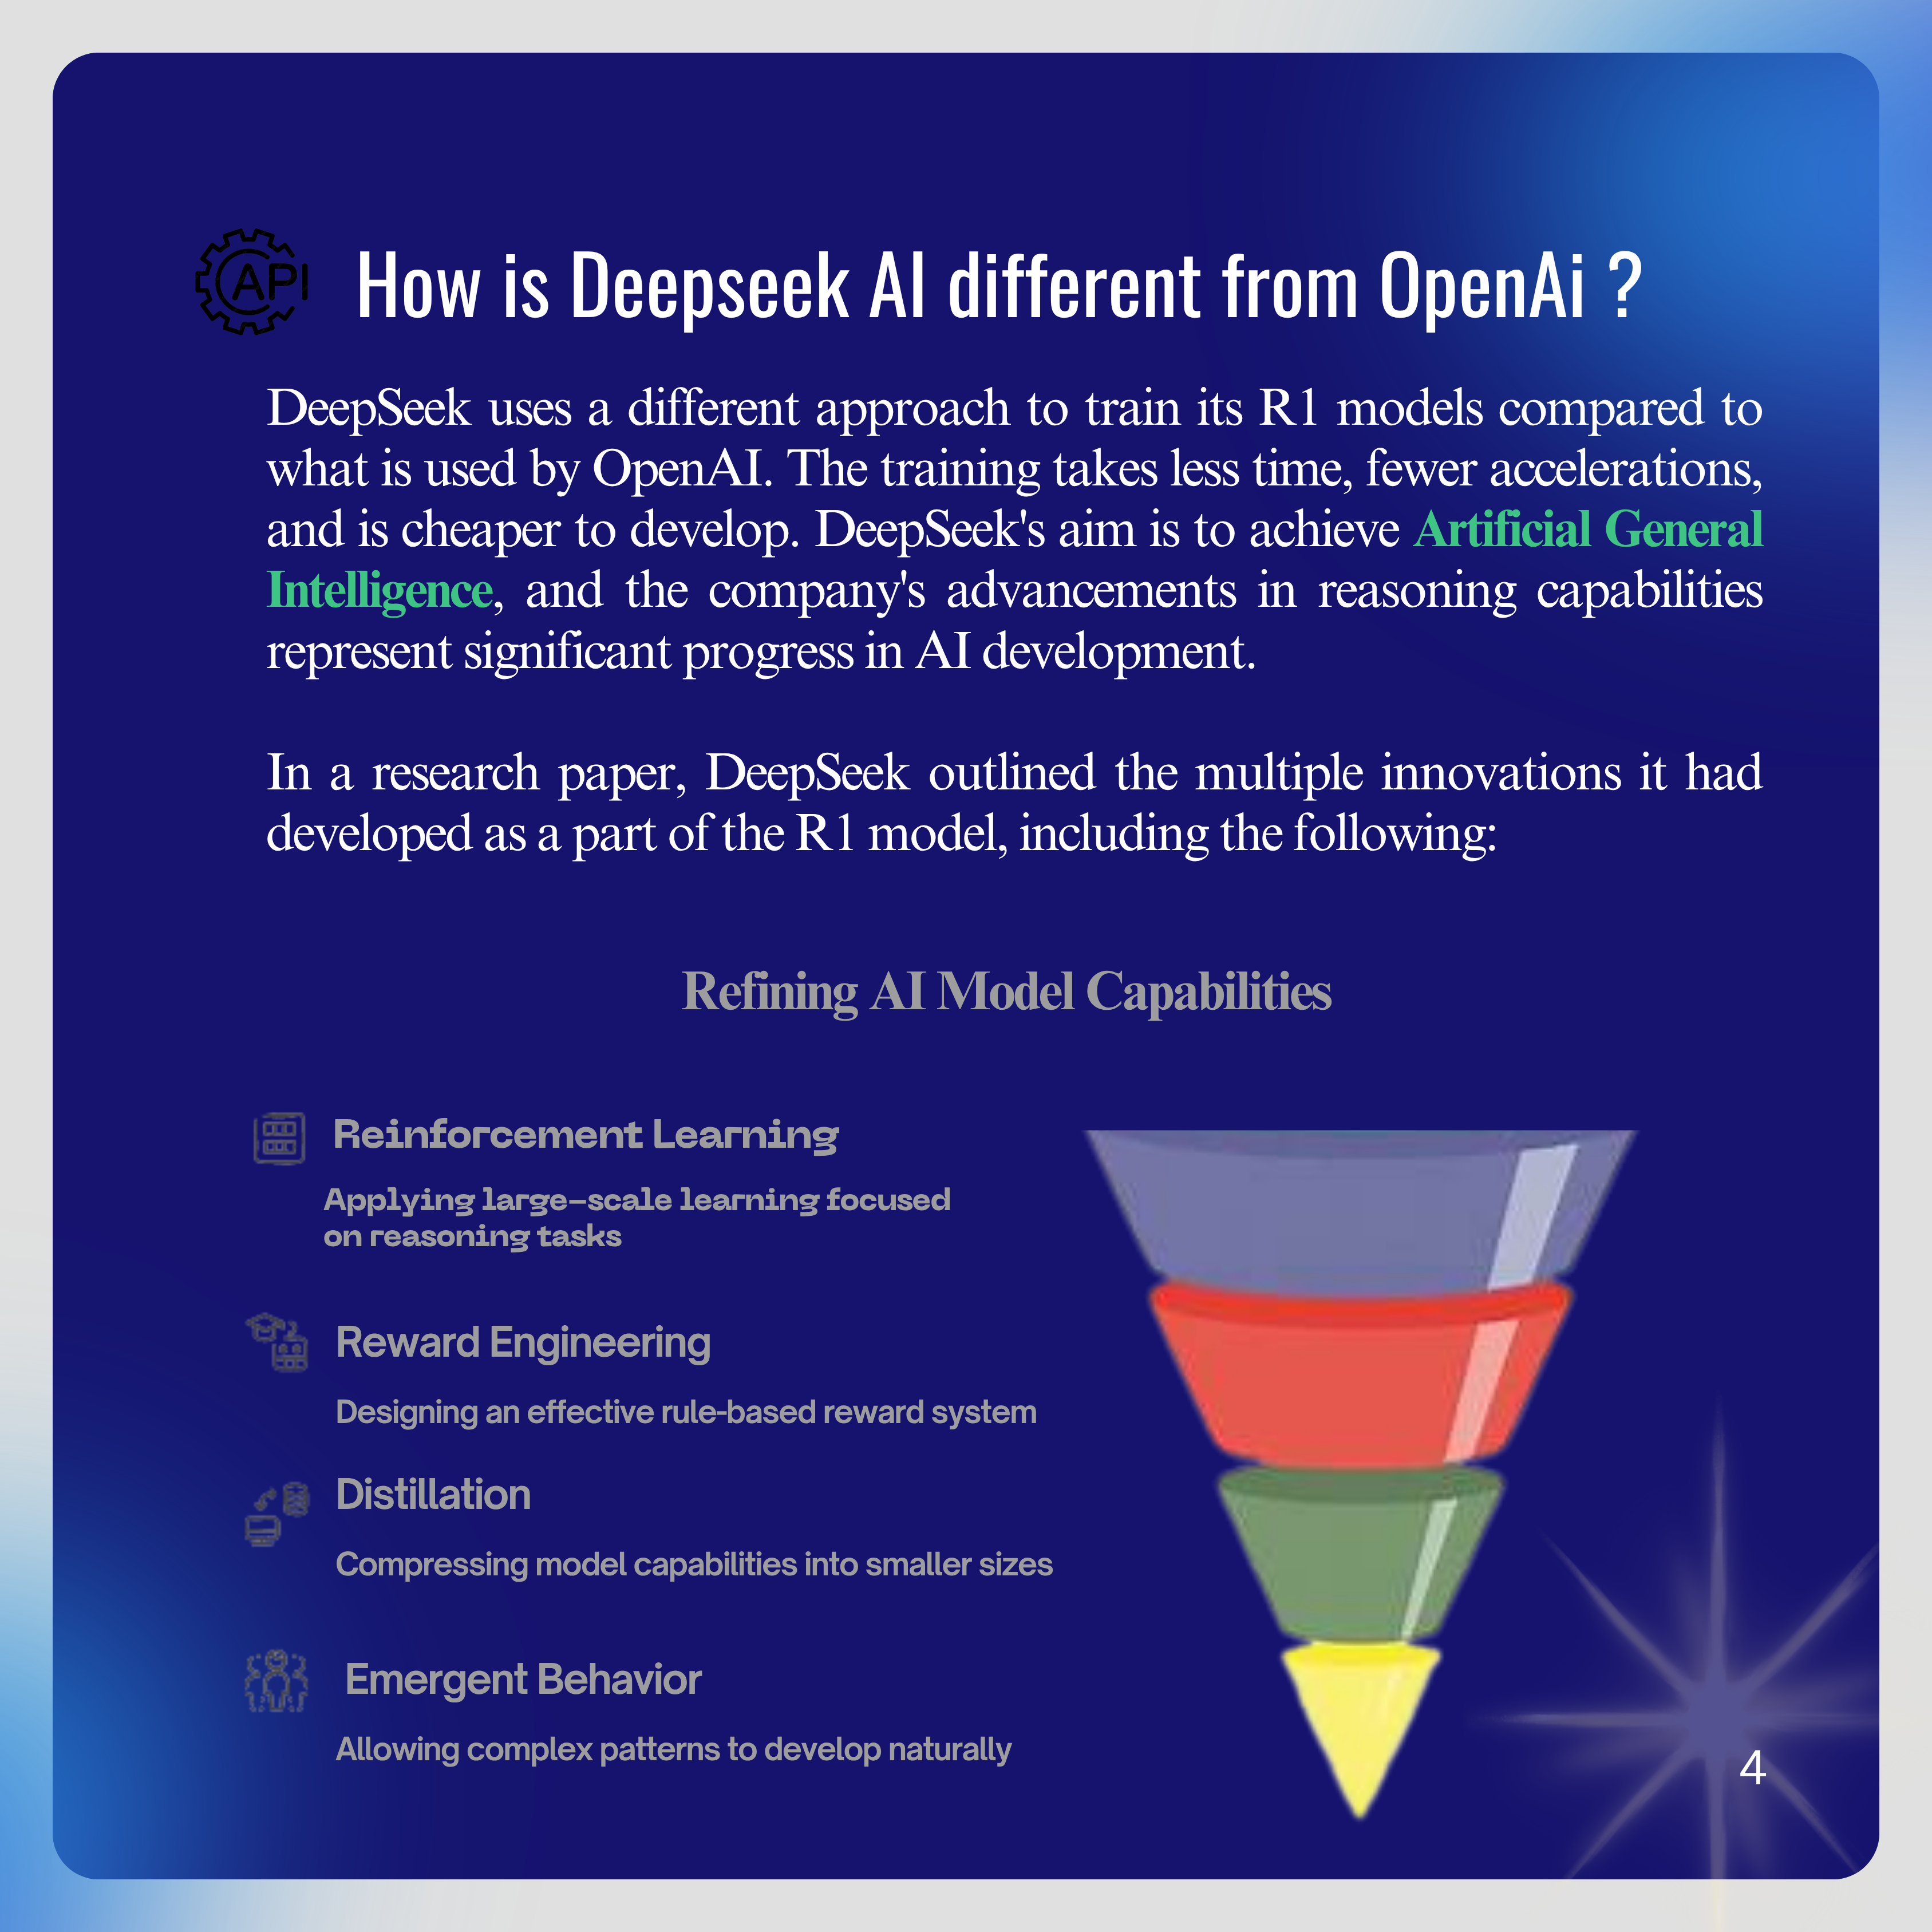 API
How is Deepseek AI different from OpenAi ?
DeepSeek uses a different approach to train its R1 models compared to
what is used by OpenAI. The training takes less time, fewer accelerations,
and is cheaper to develop. DeepSeek's aim is to achieve Artificial General
Intelligence, and the company's advancements in reasoning capabilities
represent significant progress in AI development.
In a research paper, DeepSeek outlined the multiple innovations it had
developed as a part of the R1 model, including the following:
Refining AI Model Capabilities
Reinforcement Learning
Applying large-scale learning focused
on reasoning tasks
Reward Engineering
Designing an effective rule-based reward system
Distillation
Compressing model capabilities into smaller sizes
Emergent Behavior
Allowing complex patterns to develop naturally
4